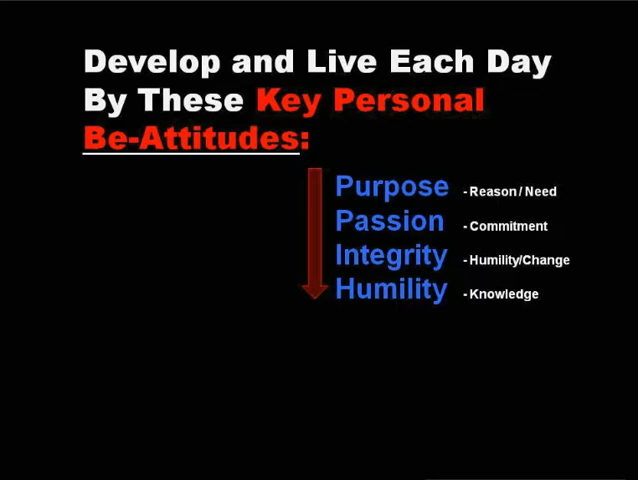 Develop and Live Each Day
By These Key Personal
Be-Attitudes:
Purpose - Reason / Need
Passion - Commitment
Integrity - Humility/Change
Humility - Knowledge